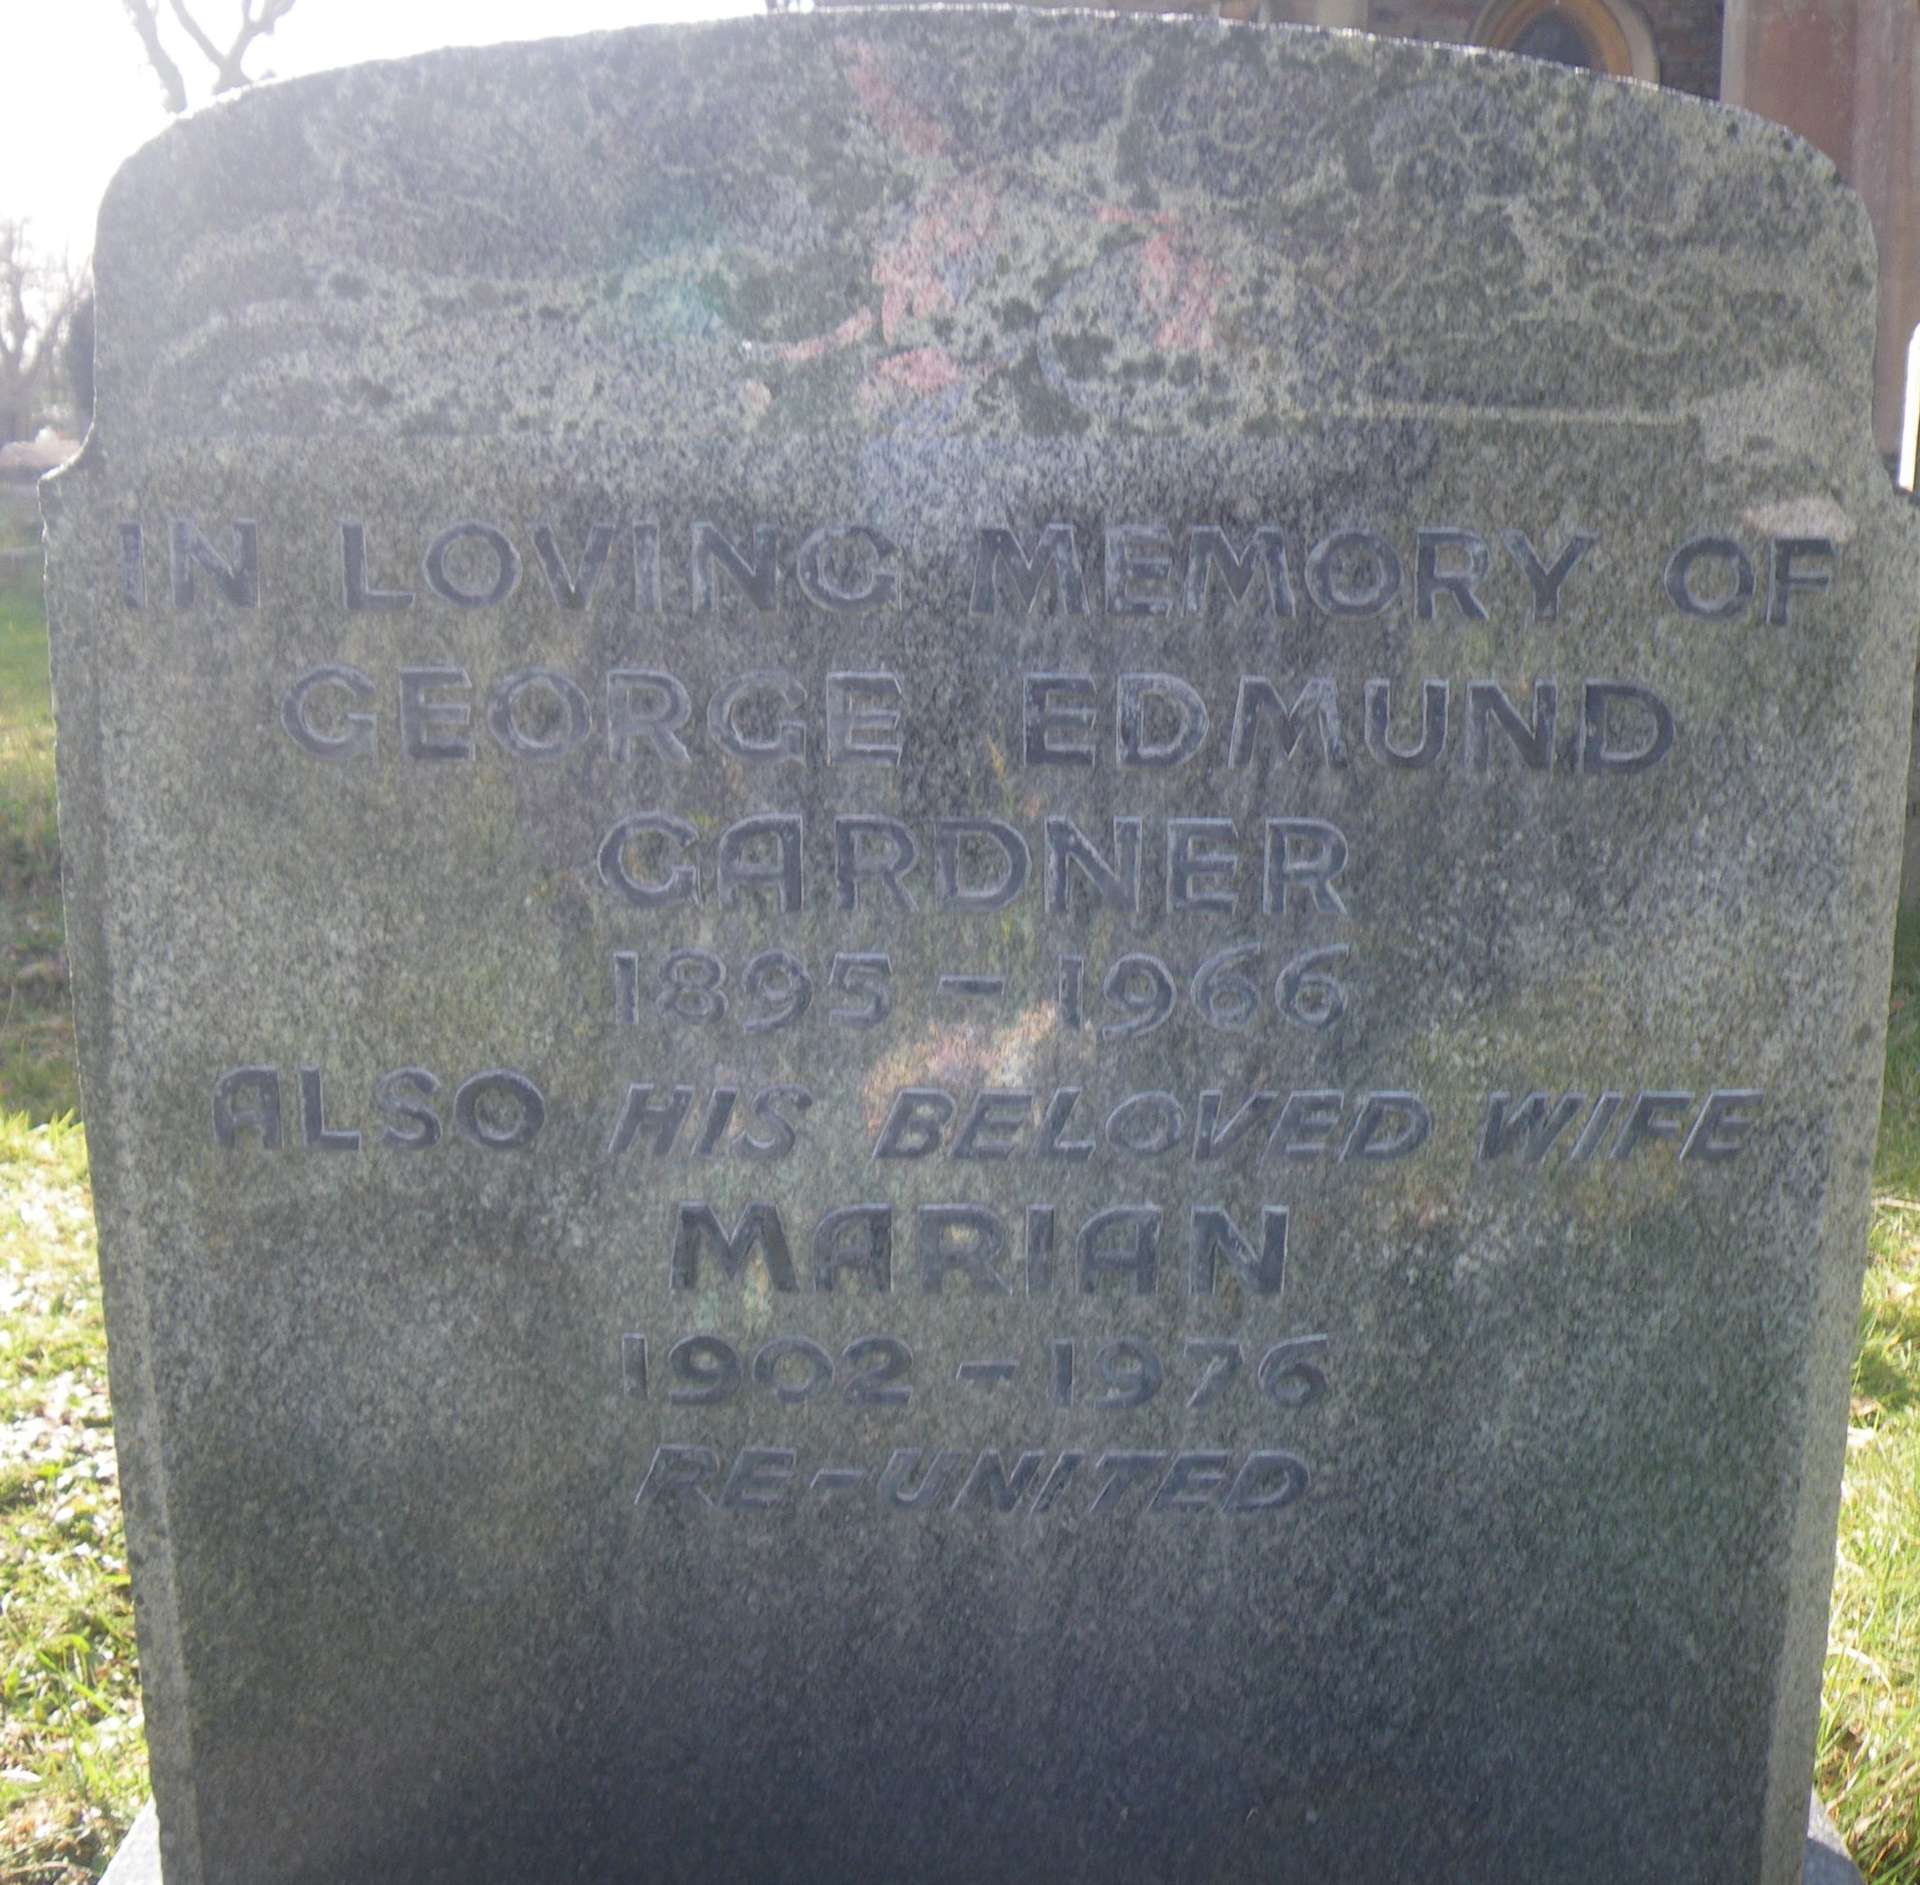 IN LOVING MEMORY OF
GEORGE EDMUND
GARDNER
1895 - 1966
ALSO HIS BELOVED WIFE
MARIAN
1902 - 1976
RE-UNITED